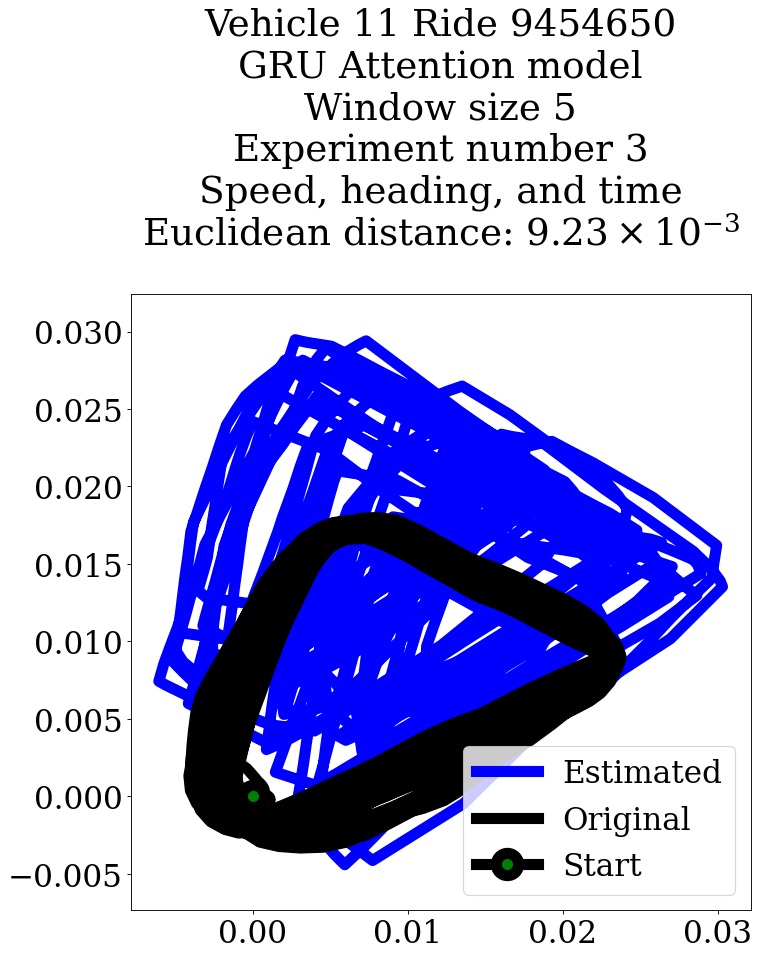 Vehicle 11 Ride 9454650
GRU Attention model
Window size 5
Experiment number 3
Speed, heading, and time
Euclidean distance: 9.23 × 10⁻³
0.030
0.025
0.020
0.015
0.010
0.005
0.000
−0.005
Estimated
Original
Start
0.00 0.01 0.02 0.03